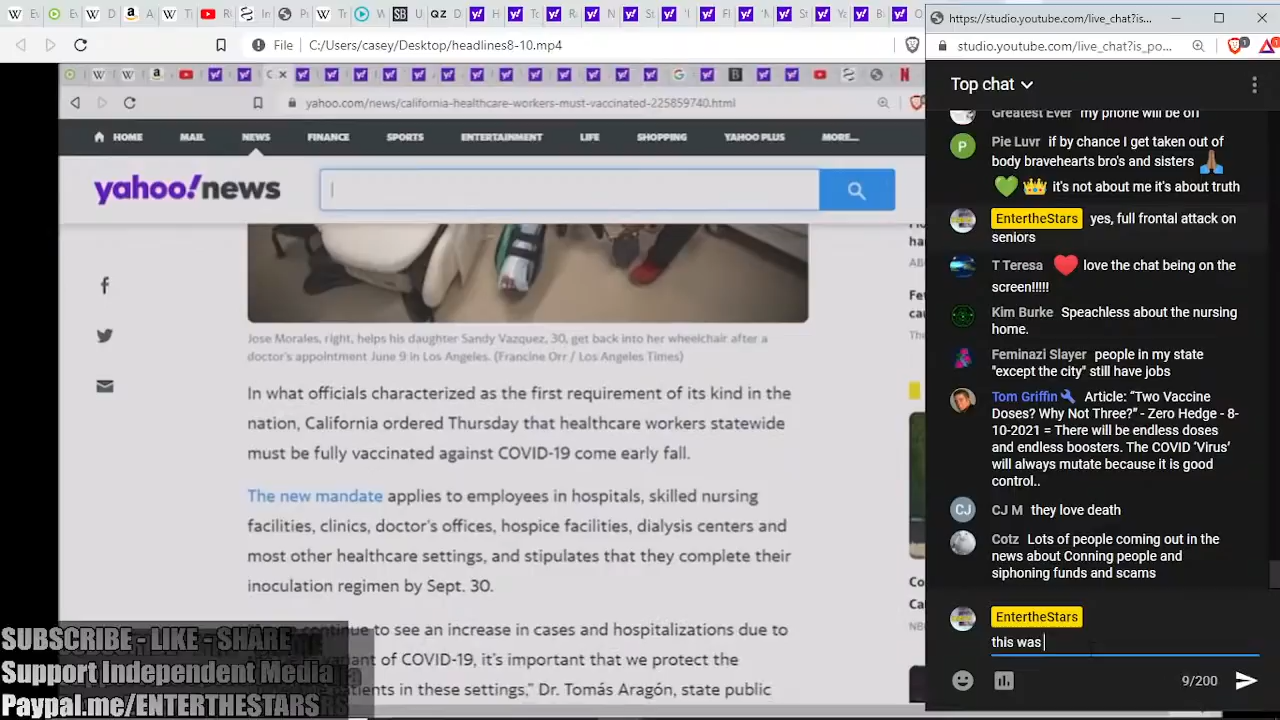 https://studio.youtube.com/live_chat?is...
File C:/Users/casey/Desktop/headlines8-10.mp4
studio.youtube.com/live_chat?is_po...
yahoo.com/news/california-healthcare-workers-must-vaccinated-225859740.html
HOME MAIL NEWS FINANCE SPORTS ENTERTAINMENT LIFE SHOPPING YAHOO PLUS MORE...
yahoo!news
Jose Morales, right, helps his daughter Sandy Vazquez, 30, get back into her wheelchair after a
doctor's appointment June 9 in Los Angeles. (Francine Orr / Los Angeles Times)
In what officials characterized as the first requirement of its kind in the
nation, California ordered Thursday that healthcare workers statewide
must be fully vaccinated against COVID-19 come early fall.
The new mandate applies to employees in hospitals, skilled nursing
facilities, clinics, doctor's offices, hospice facilities, dialysis centers and
most other healthcare settings, and stipulates that they complete their
inoculation regimen by Sept. 30.
to see an increase in cases and hospitalizations due to
of COVID-19, it's important that we protect the
in these settings," Dr. Tomás Aragón, state public
SUBSCRIBE - LIKE - SHARE
Support Independent Media
Paypal.me/ENTERTHESTARS
Top chat
Greatest Ever my phone will be off
Pie Luvr if by chance I get taken out of
body bravehearts bro's and sisters 🙏🏾
💚 👑 it's not about me it's about truth
EntertheStars yes, full frontal attack on
seniors
T Teresa ♥️ love the chat being on the
screen!!!!!
Kim Burke Speachless about the nursing
home.
Feminazi Slayer people in my state
"except the city" still have jobs
Tom Griffin Article: “Two Vaccine
Doses? Why Not Three?” - Zero Hedge - 8-
10-2021 = There will be endless doses
and endless boosters. The COVID ‘Virus’
will always mutate because it is good
control..
CJ CJ M they love death
Cotz Lots of people coming out in the
news about Conning people and
siphoning funds and scams
EntertheStars
this was
9/200